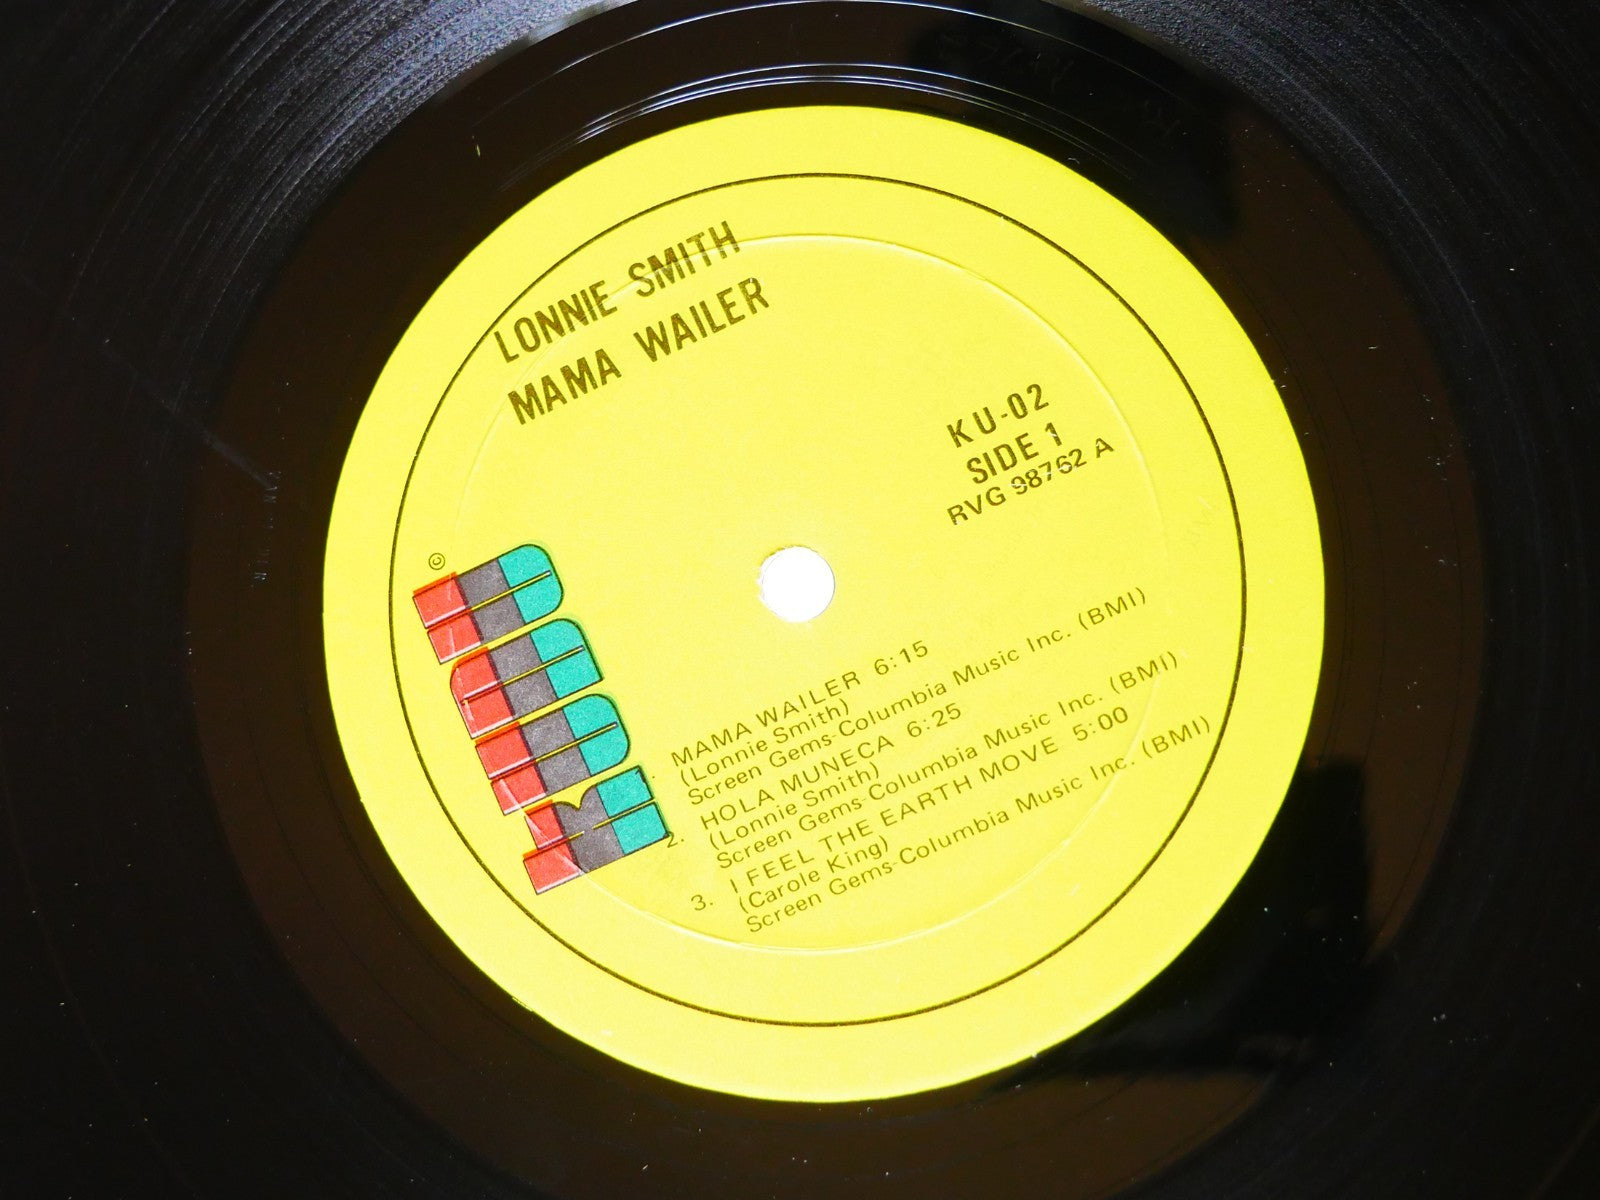 LONNIE SMITH
MAMA WAILER
KU-02
SIDE 1
RVG 98762 A
©
KUDU
MAMA WAILER 6:15
(Lonnie Smith)
Screen Gems-Columbia Music Inc. (BMI)
2. HOLA MUNECA 6:25
(Lonnie Smith)
Screen Gems-Columbia Music Inc. (BMI)
3. I FEEL THE EARTH MOVE 5:00
(Carole King)
Screen Gems-Columbia Music Inc. (BMI)